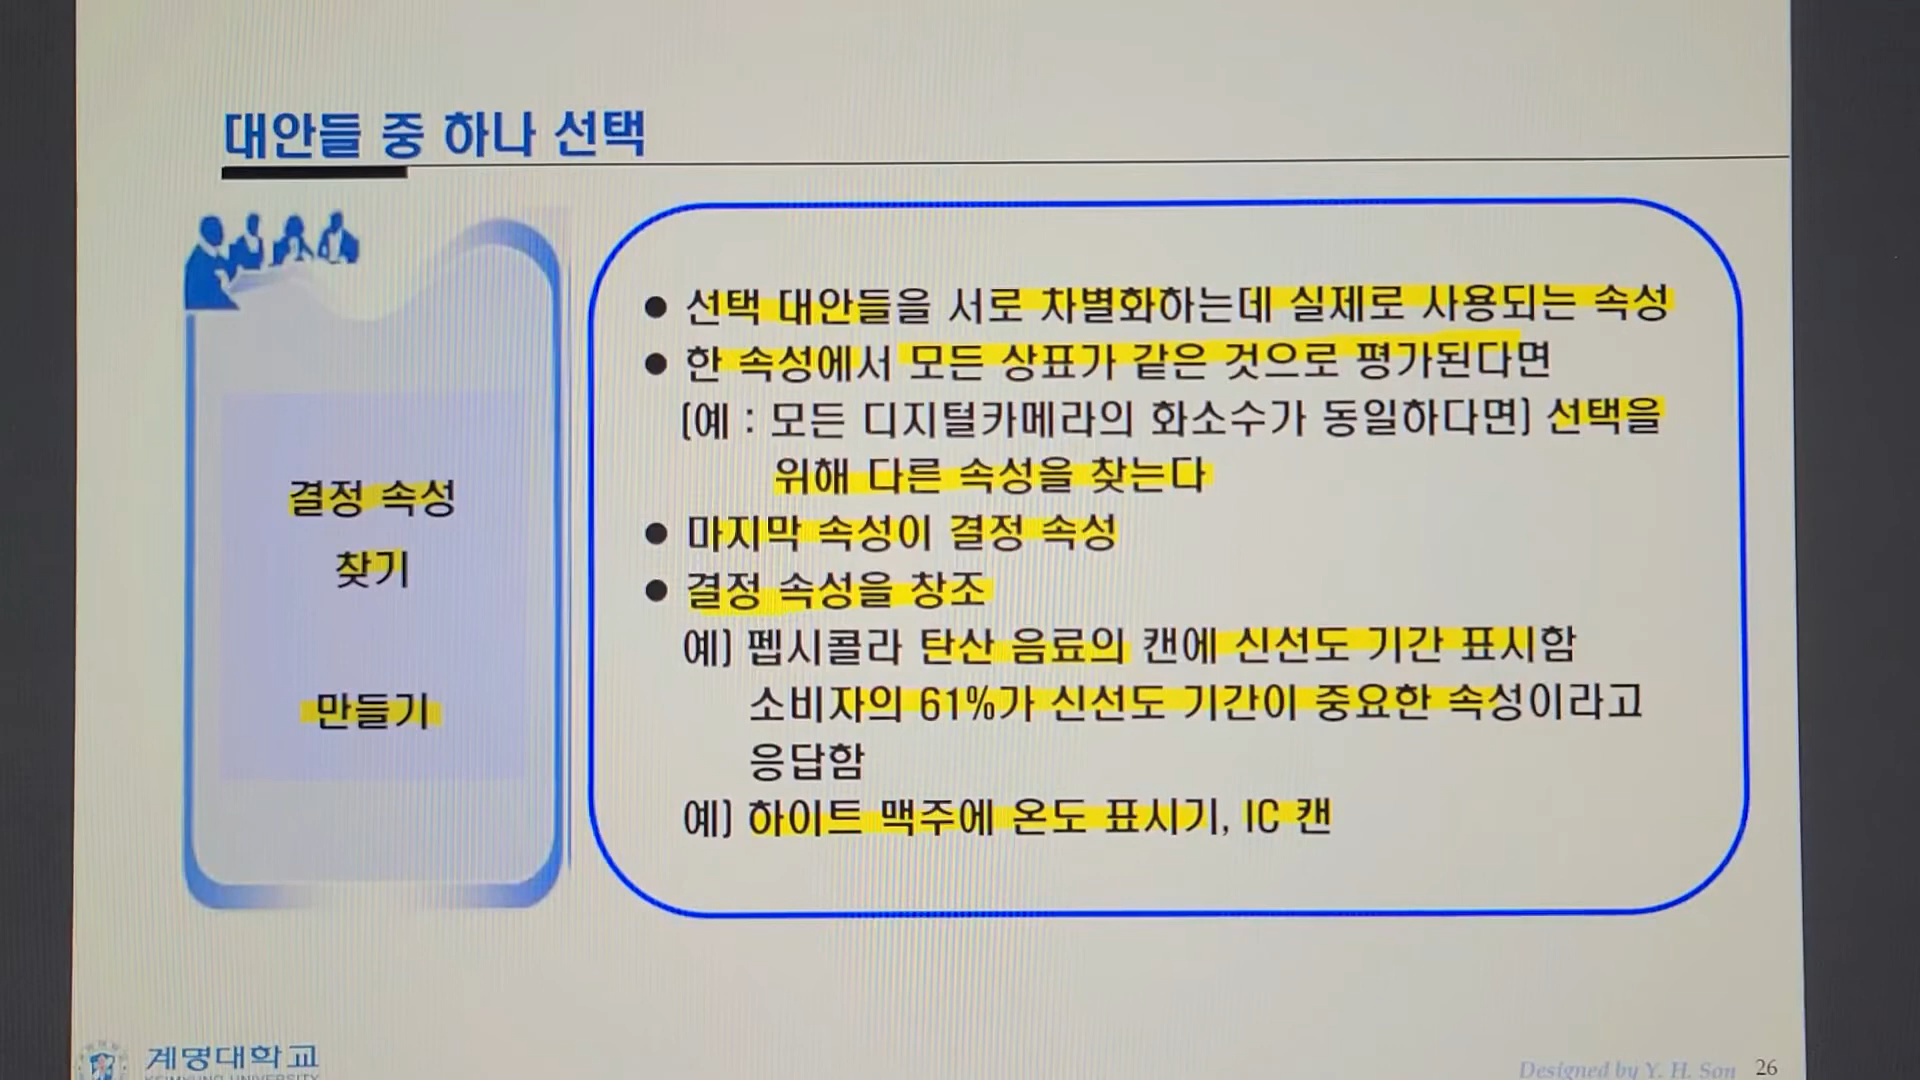 대안들 중 하나 선택
결정 속성
찾기
만들기
● 선택 대안들을 서로 차별화하는데 실제로 사용되는 속성
● 한 속성에서 모든 상표가 같은 것으로 평가된다면
(예 : 모든 디지털카메라의 화소수가 동일하다면) 선택을
위해 다른 속성을 찾는다
● 마지막 속성이 결정 속성
● 결정 속성을 창조
예) 펩시콜라 탄산 음료의 캔에 신선도 기간 표시함
소비자의 61%가 신선도 기간이 중요한 속성이라고
응답함
예) 하이트 맥주에 온도 표시기, IC 캔
계명대학교
KEIMYUNG UNIVERSITY
Designed by Y. H. Son
26